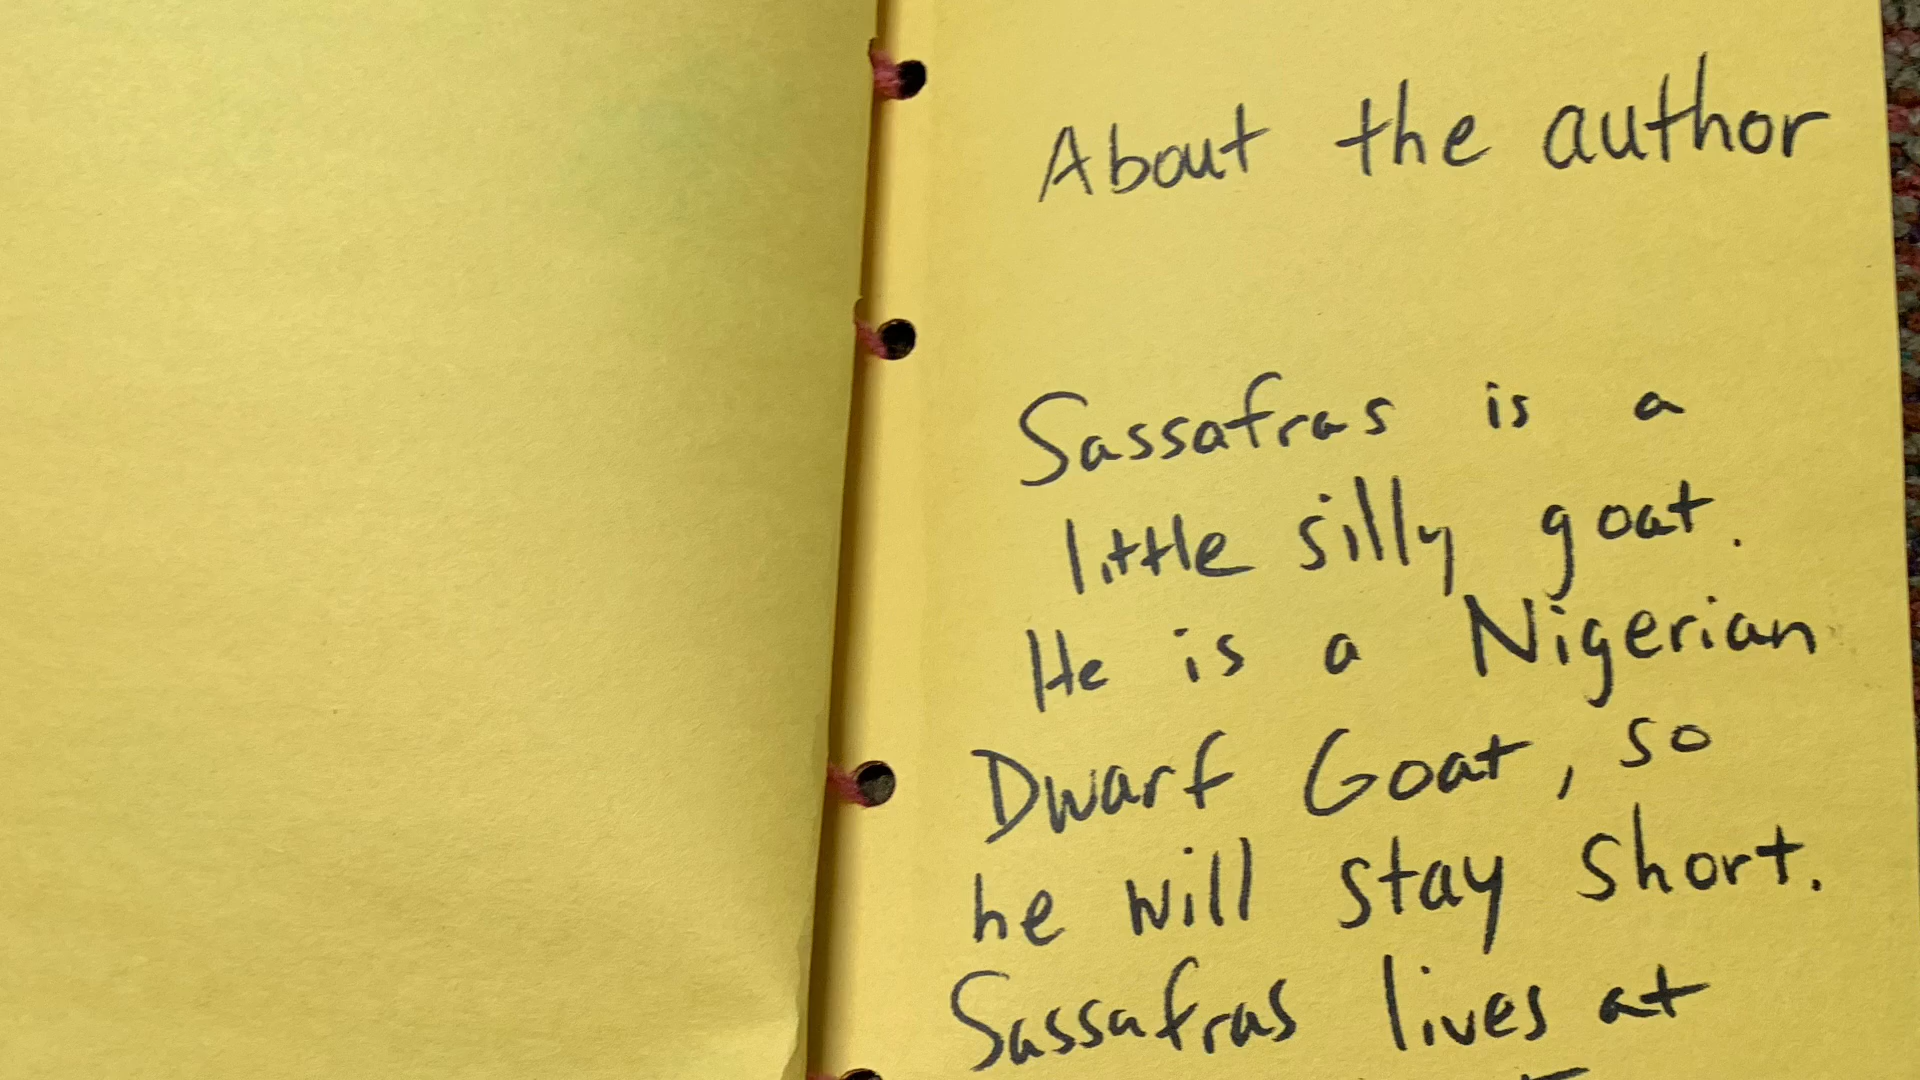 About the author
Sassafras is a
little silly goat.
He is a Nigerian
Dwarf Goat, so
he will stay short.
Sassafras lives at